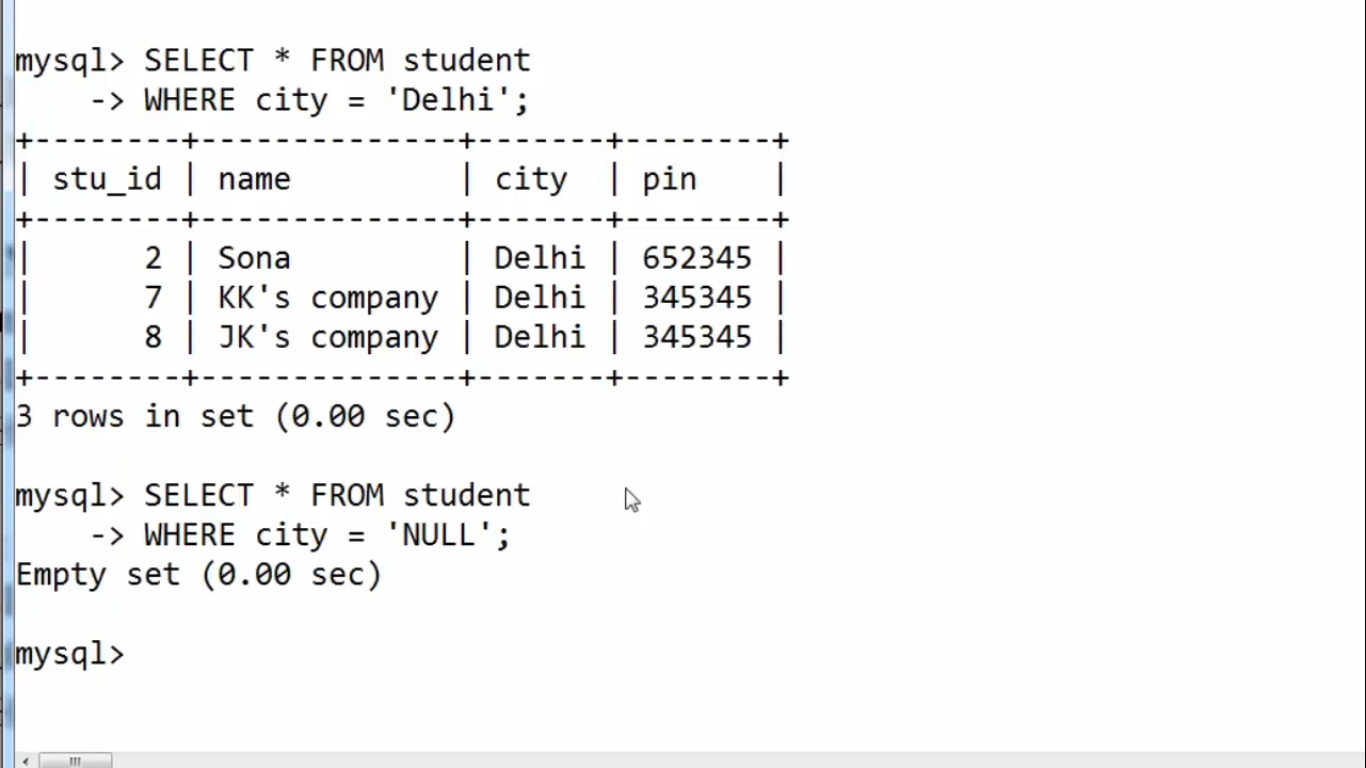 mysql> SELECT * FROM student
    -> WHERE city = 'Delhi';
+--------+--------------+-------+--------+
| stu_id | name         | city  | pin    |
+--------+--------------+-------+--------+
|      2 | Sona         | Delhi | 652345 |
|      7 | KK's company | Delhi | 345345 |
|      8 | JK's company | Delhi | 345345 |
+--------+--------------+-------+--------+
3 rows in set (0.00 sec)

mysql> SELECT * FROM student
    -> WHERE city = 'NULL';
Empty set (0.00 sec)

mysql>